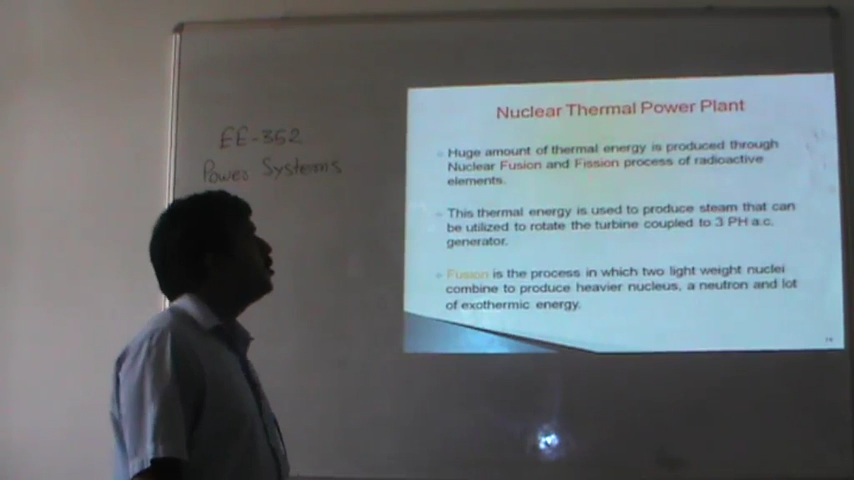 EE-352
Power Systems
Nuclear Thermal Power Plant
Huge amount of thermal energy is produced through
Nuclear Fusion and Fission process of radioactive
elements.
This thermal energy is used to produce steam that can
be utilized to rotate the turbine coupled to 3 PH a.c.
generator.
Fusion is the process in which two light weight nuclei
combine to produce heavier nucleus, a neutron and lot
of exothermic energy.